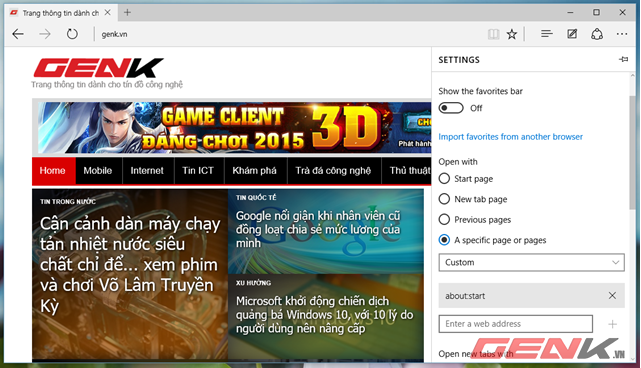 Trang thông tin dành cho
genk.vn
GENK
Trang thông tin dành cho tín đồ công nghệ
GAME CLIENT
ĐÁNG CHƠI 2015
3D
Phát hành
Home
Mobile
Internet
Tin ICT
Khám phá
Trà đá công nghệ
Thủ thuật
TIN TRONG NƯỚC
Cận cảnh dàn máy chạy
tản nhiệt nước siêu
chất chỉ để... xem phim
và chơi Võ Lâm Truyền
Kỳ
TIN QUỐC TẾ
Google nổi giận khi nhân viên cũ
đồng loạt chia sẻ mức lương của
mình
XU HƯỚNG
Microsoft khởi động chiến dịch
quảng bá Windows 10, với 10 lý do
người dùng nên nâng cấp
SETTINGS
Show the favorites bar
Off
Import favorites from another browser
Open with
Start page
New tab page
Previous pages
A specific page or pages
Custom
about:start
Enter a web address
Open new tabs with
GENK.VN